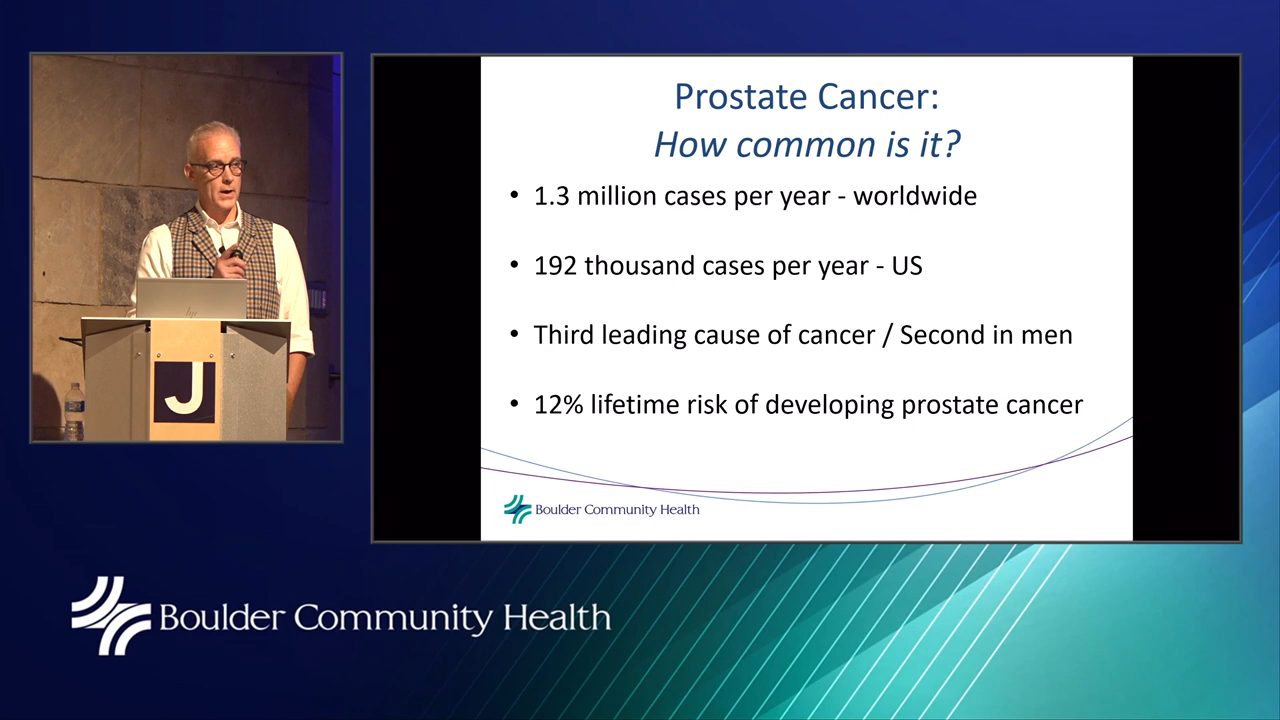 Prostate Cancer:
How common is it?
• 1.3 million cases per year - worldwide
• 192 thousand cases per year - US
• Third leading cause of cancer / Second in men
• 12% lifetime risk of developing prostate cancer
Boulder Community Health
hp
J
Boulder Community Health